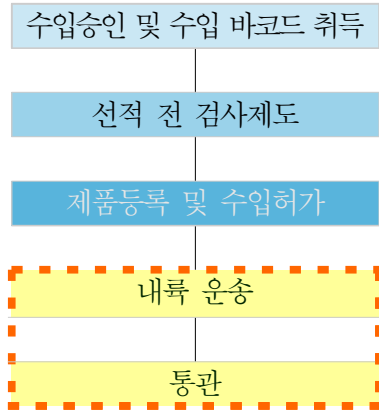 수입승인 및 수입 바코드 취득
선적 전 검사제도
제품등록 및 수입허가
내륙 운송
통관